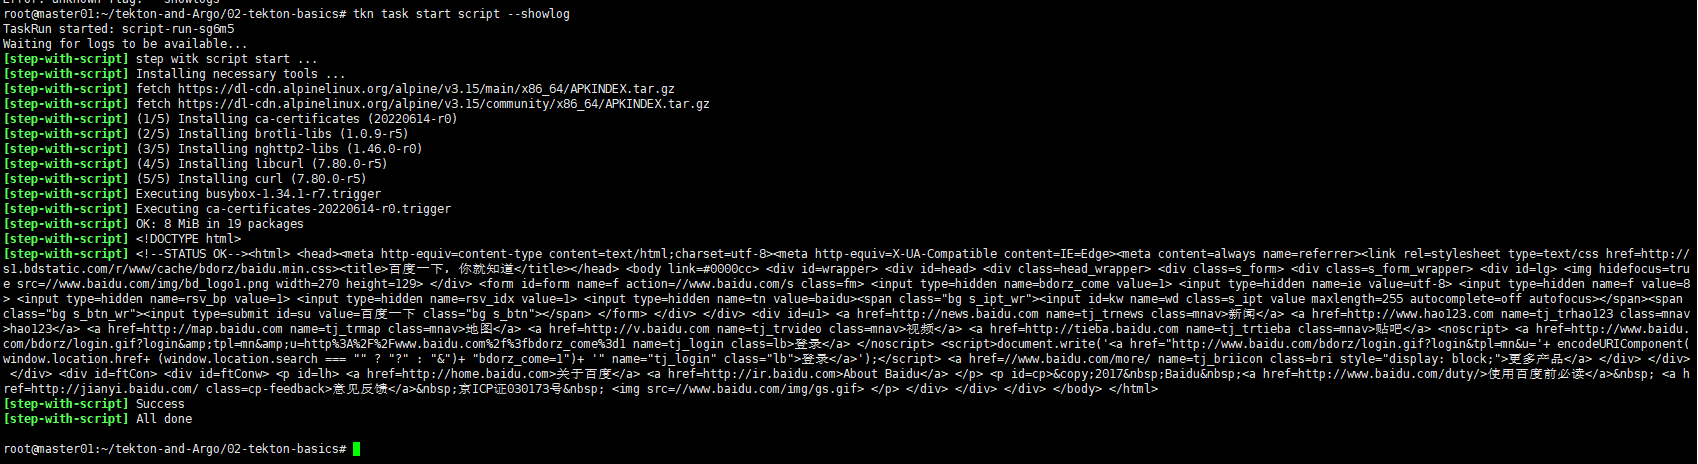 Error: unknown flag: --showlogs
root@master01:~/tekton-and-Argo/02-tekton-basics# tkn task start script --showlog
TaskRun started: script-run-sg6m5
Waiting for logs to be available...
[step-with-script] step witk script start ...
[step-with-script] Installing necessary tools ...
[step-with-script] fetch https://dl-cdn.alpinelinux.org/alpine/v3.15/main/x86_64/APKINDEX.tar.gz
[step-with-script] fetch https://dl-cdn.alpinelinux.org/alpine/v3.15/community/x86_64/APKINDEX.tar.gz
[step-with-script] (1/5) Installing ca-certificates (20220614-r0)
[step-with-script] (2/5) Installing brotli-libs (1.0.9-r5)
[step-with-script] (3/5) Installing nghttp2-libs (1.46.0-r0)
[step-with-script] (4/5) Installing libcurl (7.80.0-r5)
[step-with-script] (5/5) Installing curl (7.80.0-r5)
[step-with-script] Executing busybox-1.34.1-r7.trigger
[step-with-script] Executing ca-certificates-20220614-r0.trigger
[step-with-script] OK: 8 MiB in 19 packages
[step-with-script] <!DOCTYPE html>
[step-with-script] <!--STATUS OK--><html> <head><meta http-equiv=content-type content=text/html;charset=utf-8><meta http-equiv=X-UA-Compatible content=IE=Edge><meta content=always name=referrer><link rel=stylesheet type=text/css href=http://
s1.bdstatic.com/r/www/cache/bdorz/baidu.min.css><title>百度一下，你就知道</title></head> <body link=#0000cc> <div id=wrapper> <div id=head> <div class=head_wrapper> <div class=s_form> <div class=s_form_wrapper> <div id=lg> <img hidefocus=tru
e src=//www.baidu.com/img/bd_logo1.png width=270 height=129> </div> <form id=form name=f action=//www.baidu.com/s class=fm> <input type=hidden name=bdorz_come value=1> <input type=hidden name=ie value=utf-8> <input type=hidden name=f value=8
> <input type=hidden name=rsv_bp value=1> <input type=hidden name=rsv_idx value=1> <input type=hidden name=tn value=baidu><span class="bg s_ipt_wr"><input id=kw name=wd class=s_ipt value maxlength=255 autocomplete=off autofocus></span><span
class="bg s_btn_wr"><input type=submit id=su value=百度一下 class="bg s_btn"></span> </form> </div> </div> <div id=u1> <a href=http://news.baidu.com name=tj_trnews class=mnav>新闻</a> <a href=http://www.hao123.com name=tj_trhao123 class=mnav
>hao123</a> <a href=http://map.baidu.com name=tj_trmap class=mnav>地图</a> <a href=http://v.baidu.com name=tj_trvideo class=mnav>视频</a> <a href=http://tieba.baidu.com name=tj_trtieba class=mnav>贴吧</a> <noscript> <a href=http://www.baidu.
com/bdorz/login.gif?login&amp;tpl=mn&amp;u=http%3A%2F%2Fwww.baidu.com%2f%3fbdorz_come%3d1 name=tj_login class=lb>登录</a> </noscript> <script>document.write('<a href="http://www.baidu.com/bdorz/login.gif?login&tpl=mn&u='+ encodeURIComponent(
window.location.href+ (window.location.search === "" ? "?" : "&")+ "bdorz_come=1")+ '" name="tj_login" class="lb">登录</a>');</script> <a href=//www.baidu.com/more/ name=tj_briicon class=bri style="display: block;">更多产品</a> </div> </div>
</div> <div id=ftCon> <div id=ftConw> <p id=lh> <a href=http://home.baidu.com>关于百度</a> <a href=http://ir.baidu.com>About Baidu</a> </p> <p id=cp>&copy;2017&nbsp;Baidu&nbsp;<a href=http://www.baidu.com/duty/>使用百度前必读</a>&nbsp; <a h
ref=http://jianyi.baidu.com/ class=cp-feedback>意见反馈</a>&nbsp;京ICP证030173号&nbsp; <img src=//www.baidu.com/img/gs.gif> </p> </div> </div> </div> </body> </html>
[step-with-script] Success
[step-with-script] All done
root@master01:~/tekton-and-Argo/02-tekton-basics#